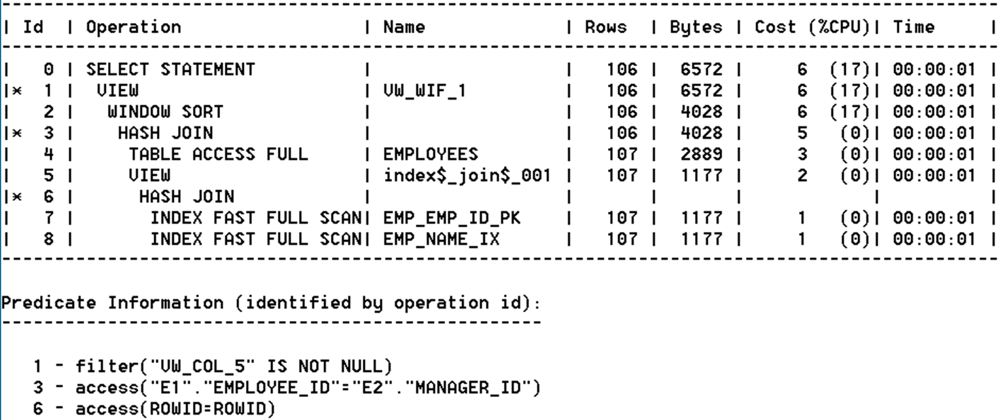 --------------------------------------------------------------------------------------------
| Id  | Operation                 | Name             | Rows  | Bytes | Cost (%CPU)| Time     |
--------------------------------------------------------------------------------------------
|   0 | SELECT STATEMENT          |                  |   106 |  6572 |     6  (17)| 00:00:01 |
|*  1 |  VIEW                     | VW_WIF_1         |   106 |  6572 |     6  (17)| 00:00:01 |
|   2 |   WINDOW SORT             |                  |   106 |  4028 |     6  (17)| 00:00:01 |
|*  3 |    HASH JOIN              |                  |   106 |  4028 |     5   (0)| 00:00:01 |
|   4 |     TABLE ACCESS FULL     | EMPLOYEES        |   107 |  2889 |     3   (0)| 00:00:01 |
|   5 |     VIEW                  | index$_join$_001 |   107 |  1177 |     2   (0)| 00:00:01 |
|*  6 |      HASH JOIN            |                  |       |       |            |          |
|   7 |       INDEX FAST FULL SCAN| EMP_EMP_ID_PK    |   107 |  1177 |     1   (0)| 00:00:01 |
|   8 |       INDEX FAST FULL SCAN| EMP_NAME_IX      |   107 |  1177 |     1   (0)| 00:00:01 |
--------------------------------------------------------------------------------------------
Predicate Information (identified by operation id):
---------------------------------------------------
   1 - filter("VW_COL_5" IS NOT NULL)
   3 - access("E1"."EMPLOYEE_ID"="E2"."MANAGER_ID")
   6 - access(ROWID=ROWID)